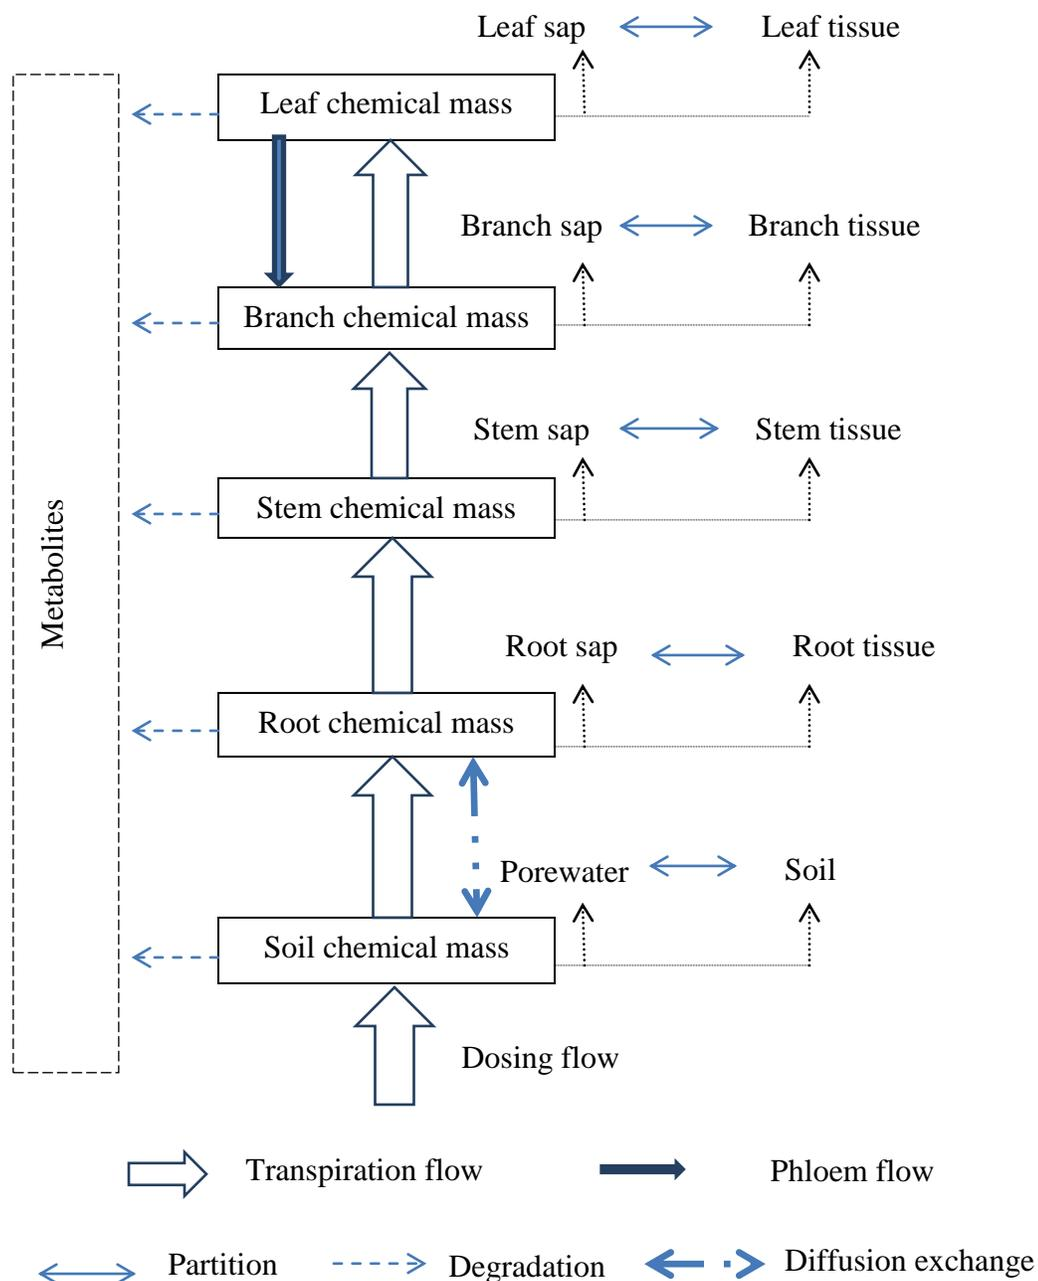 Leaf sap
Leaf tissue
Leaf chemical mass
Branch sap
Branch tissue
Branch chemical mass
Stem sap
Stem tissue
Stem chemical mass
Metabolites
Root sap
Root tissue
Root chemical mass
Porewater
Soil
Soil chemical mass
Dosing flow
Transpiration flow
Phloem flow
Partition
Degradation
Diffusion exchange